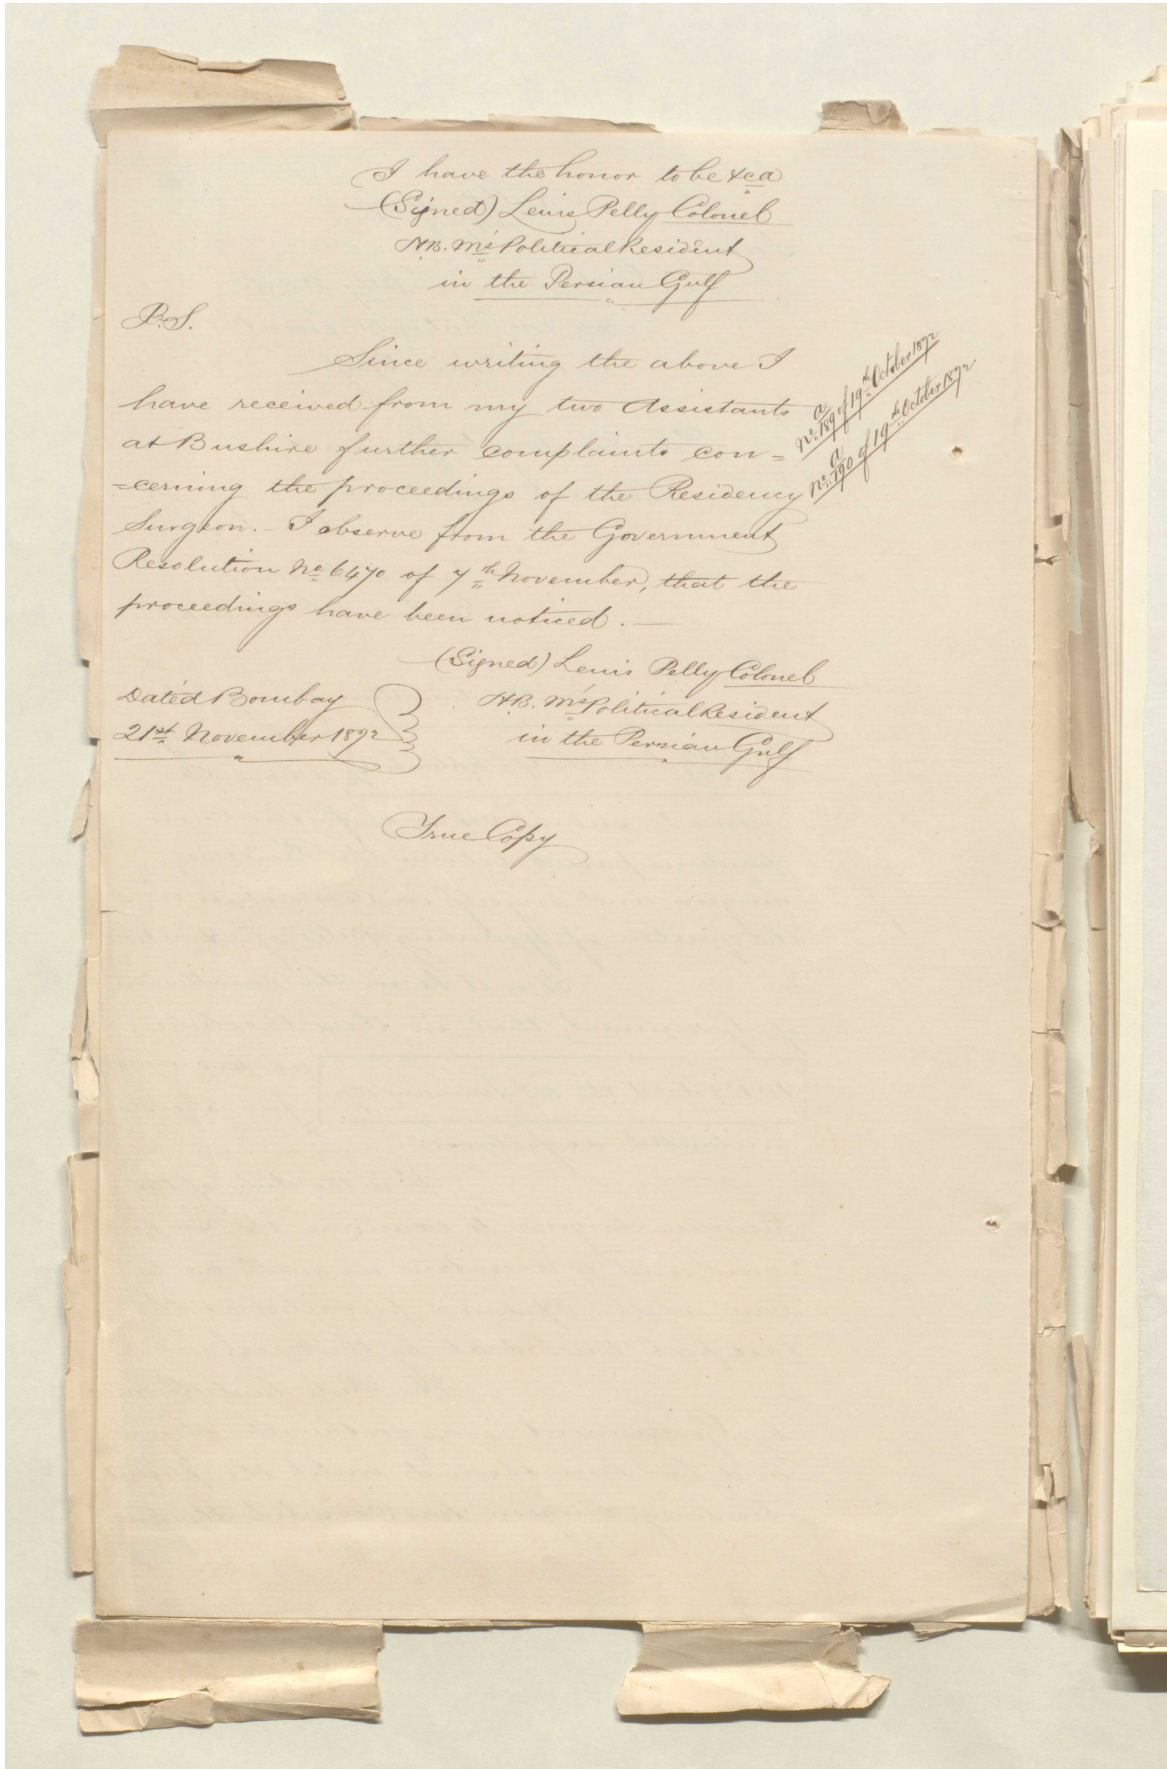 I have the honor to be &ca
(Signed) Lewis Pelly Colonel
H.B.M's Political Resident
in the Persian Gulf
P.S.
Since writing the above I
have received from my two Assistants
at Bushire further complaints con=
=cerning the proceedings of the Residency
Surgeon. — I observe from the Government
Resolution No 6470 of 7th November, that the
proceedings have been noticed. —
No. a/189 of 19th October 1872
No. a/190 of 19th October 1872
(Signed) Lewis Pelly Colonel
H.B. M's Political Resident
in the Persian Gulf
Dated Bombay
21st November 1872
True Copy